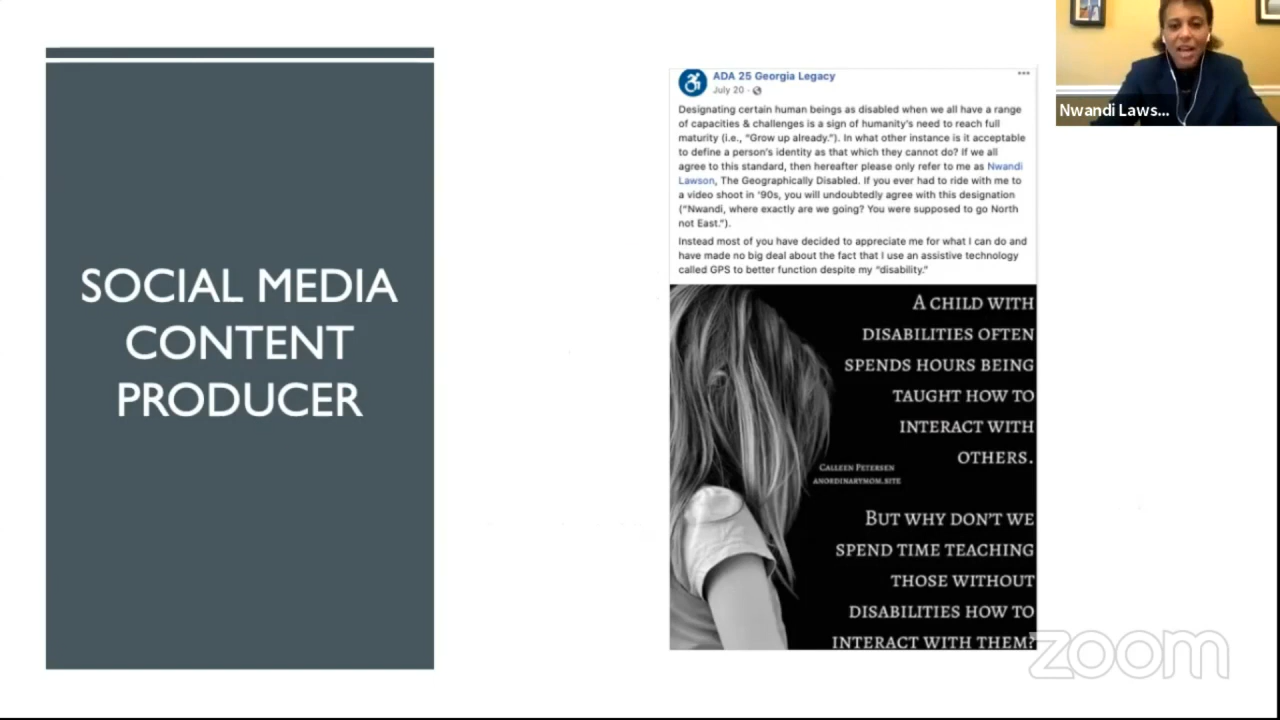 SOCIAL MEDIA
CONTENT
PRODUCER
ADA 25 Georgia Legacy
July 20 ·
Designating certain human beings as disabled when we all have a range
of capacities & challenges is a sign of humanity's need to reach full
maturity (i.e., “Grow up already.”). In what other instance is it acceptable
to define a person's identity as that which they cannot do? If we all
agree to this standard, then hereafter please only refer to me as Nwandi
Lawson, The Geographically Disabled. If you ever had to ride with me to
a video shoot in '90s, you will undoubtedly agree with this designation
(“Nwandi, where exactly are we going? You were supposed to go North
not East.”).
Instead most of you have decided to appreciate me for what I can do and
have made no big deal about the fact that I use an assistive technology
called GPS to better function despite my “disability.”
A CHILD WITH
DISABILITIES OFTEN
SPENDS HOURS BEING
TAUGHT HOW TO
INTERACT WITH
OTHERS.
CALLEEN PETERSEN
ANORDINARYMOM.SITE
BUT WHY DON'T WE
SPEND TIME TEACHING
THOSE WITHOUT
DISABILITIES HOW TO
INTERACT WITH THEM?
Nwandi Laws...
zoom